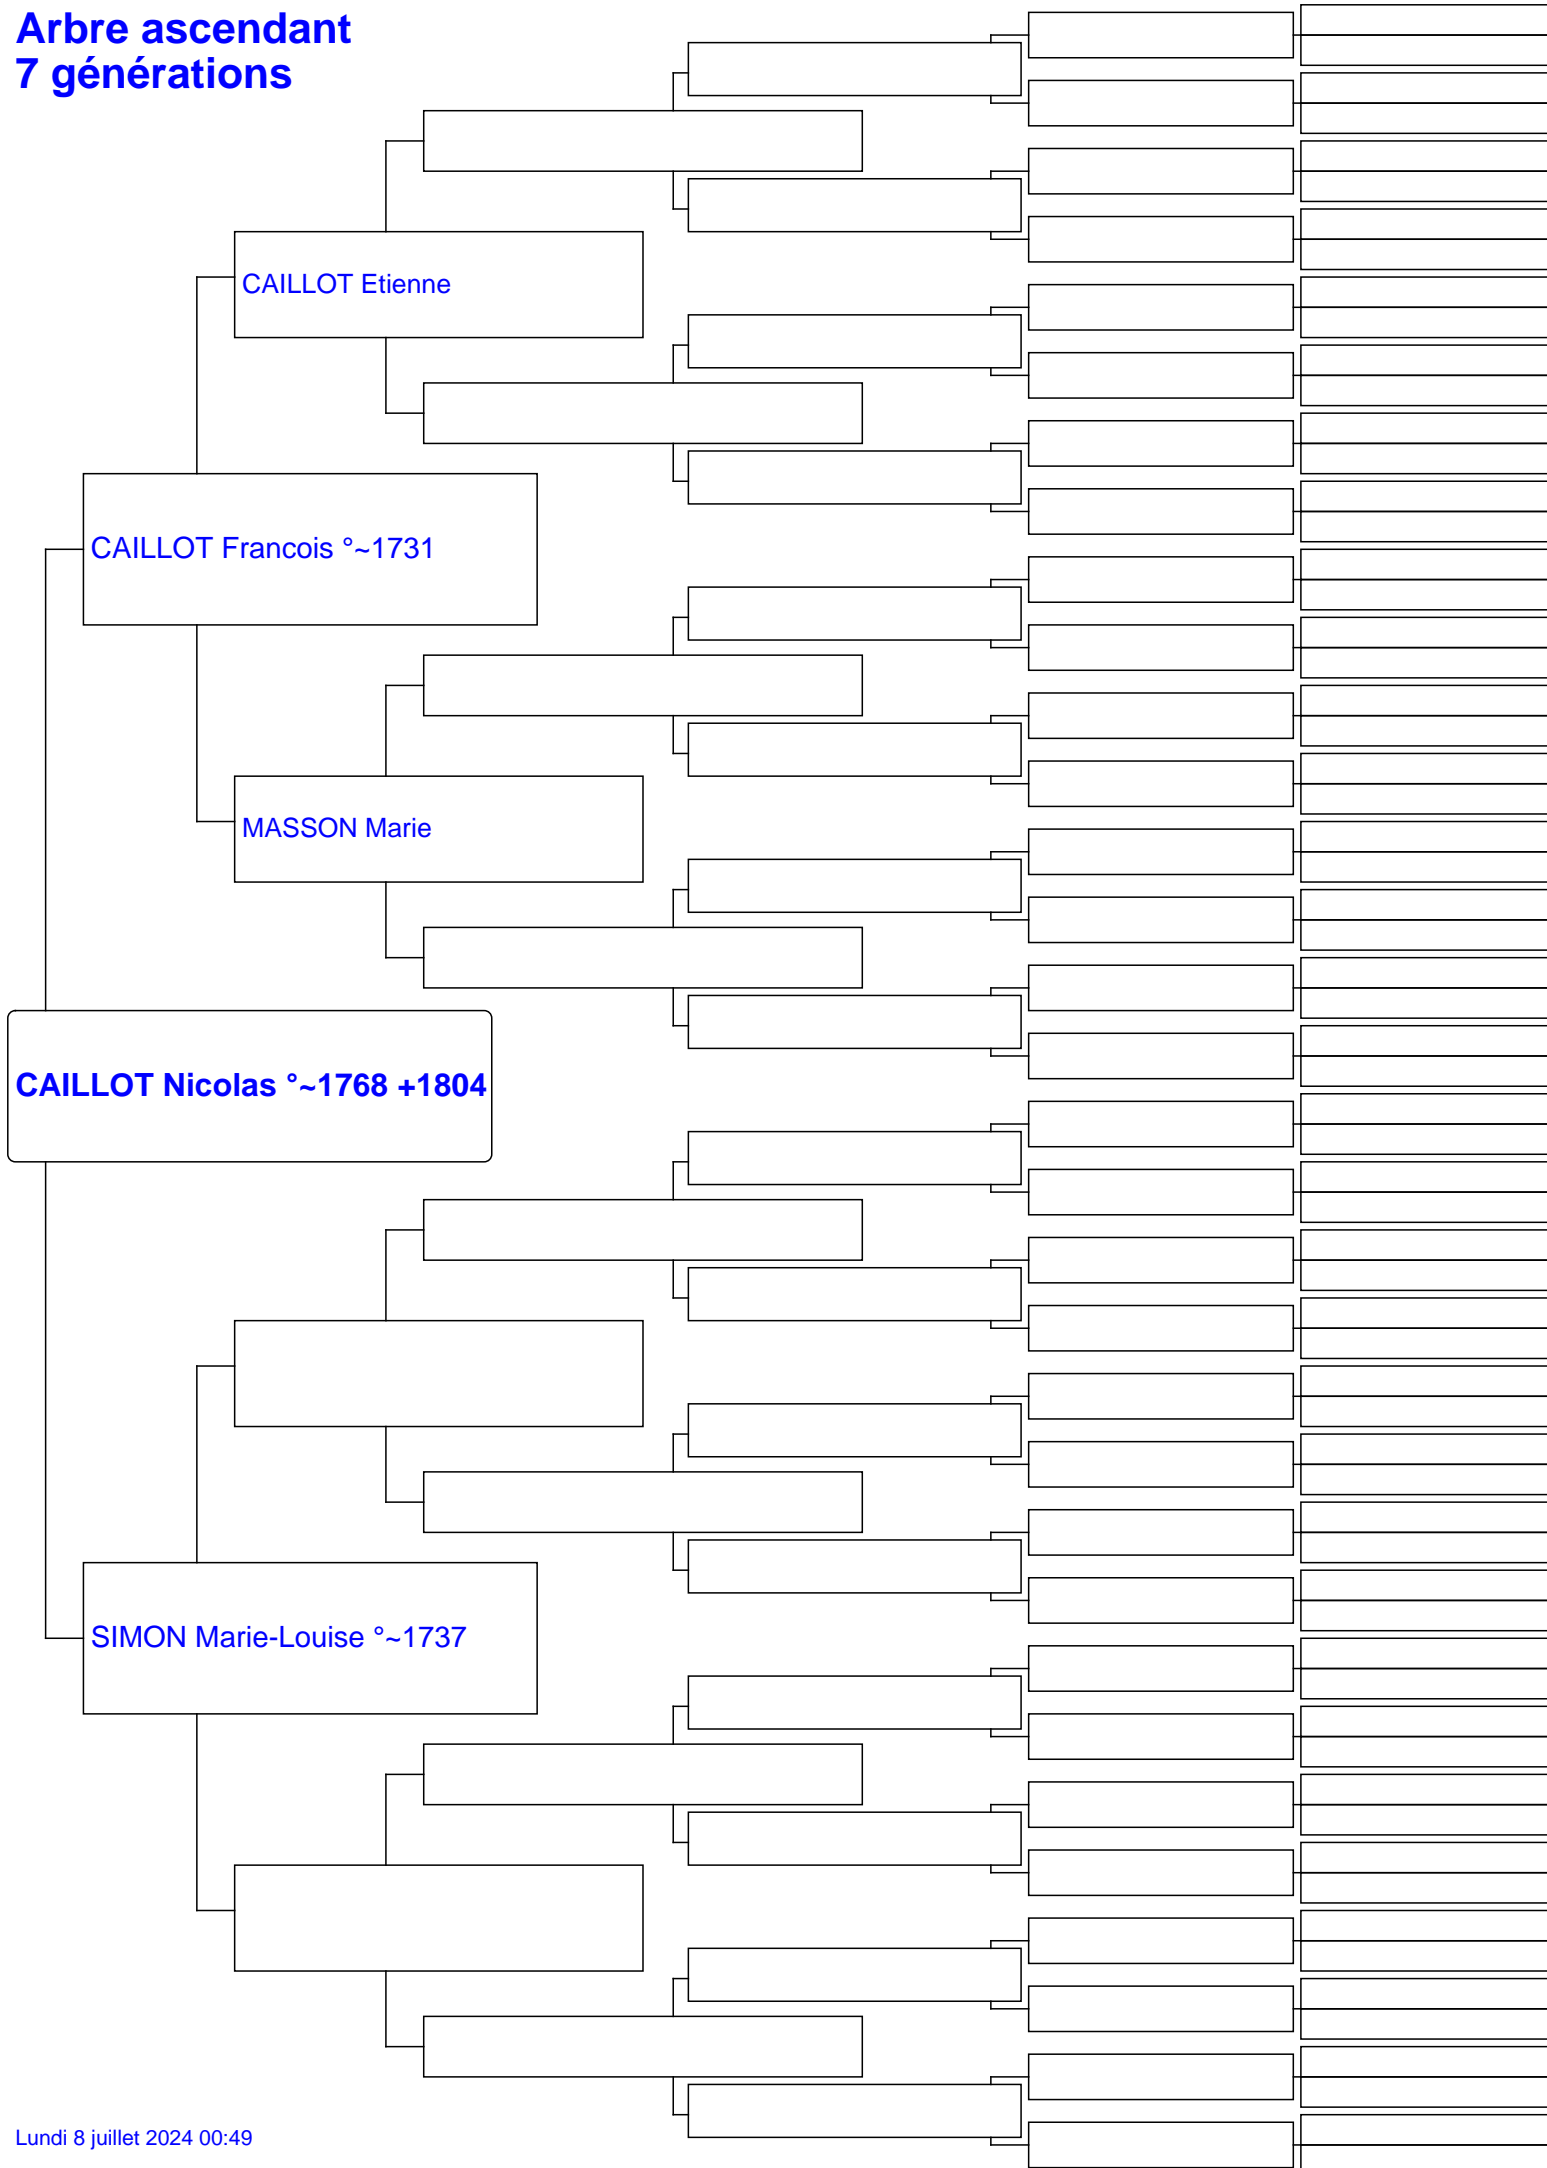 Arbre ascendant
7 générations
CAILLOT Etienne
CAILLOT Francois °~1731
MASSON Marie
CAILLOT Nicolas °~1768 +1804
SIMON Marie-Louise °~1737
Lundi 8 juillet 2024 00:49